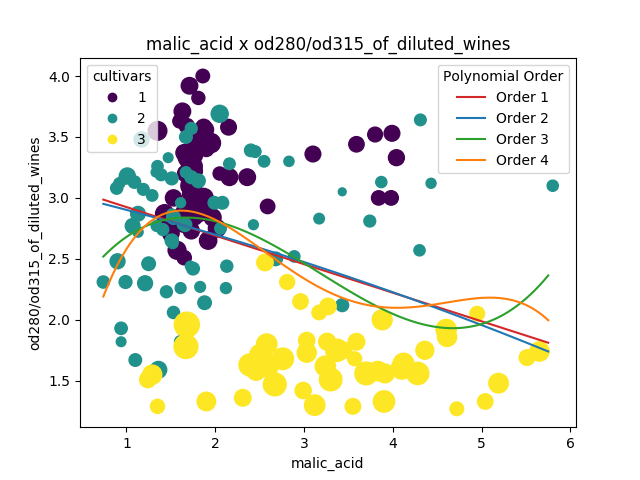 malic_acid x od280/od315_of_diluted_wines
cultivars
1
2
3
Polynomial Order
Order 1
Order 2
Order 3
Order 4
od280/od315_of_diluted_wines
4.0
3.5
3.0
2.5
2.0
1.5
1 2 3 4 5 6
malic_acid